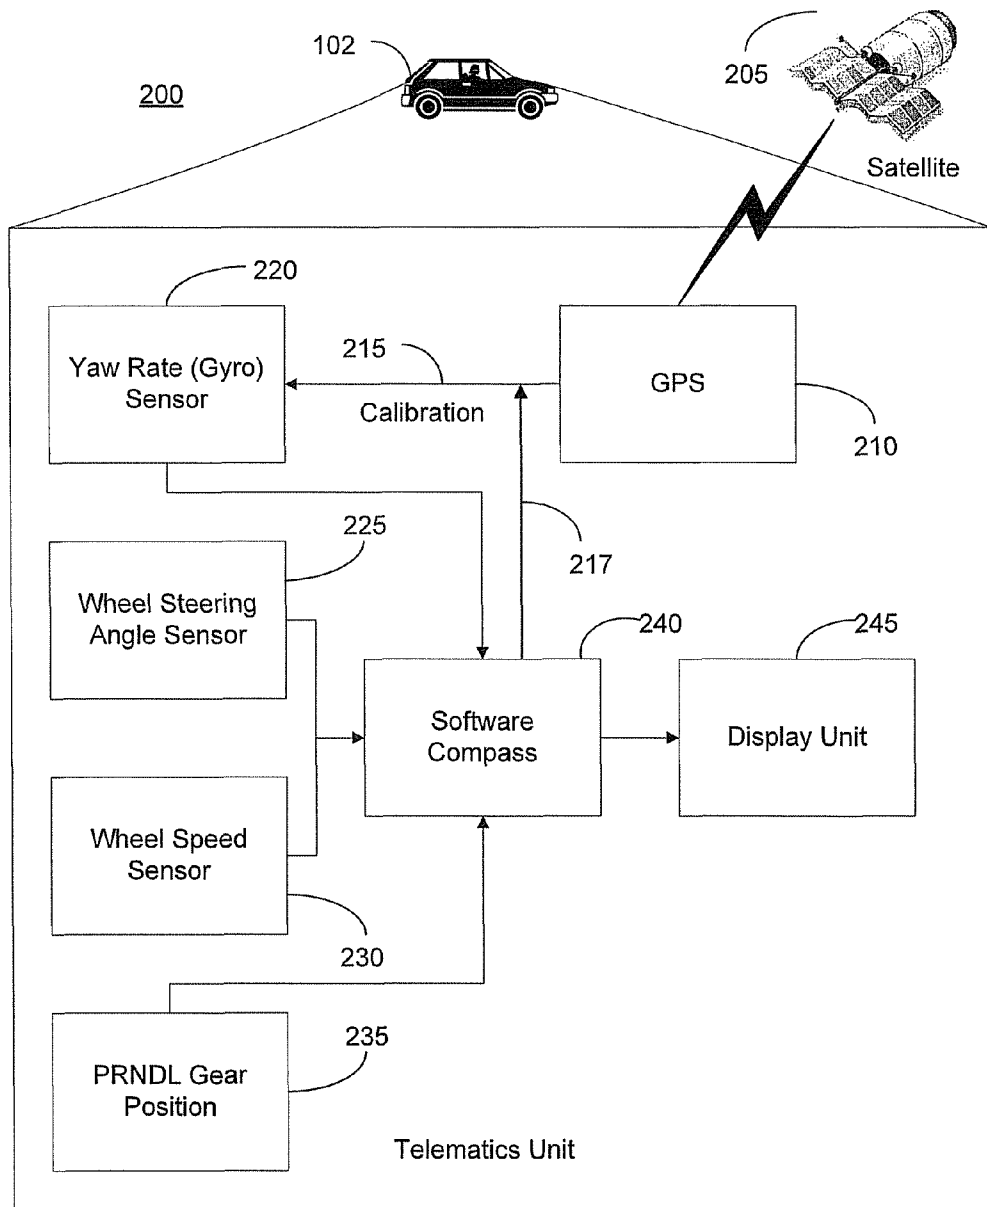 102
200
205
Satellite
220
Yaw Rate (Gyro)
Sensor
215
Calibration
GPS
210
225
217
Wheel Steering
Angle Sensor
240
245
Software
Compass
Display Unit
Wheel Speed
Sensor
230
235
PRNDL Gear
Position
Telematics Unit